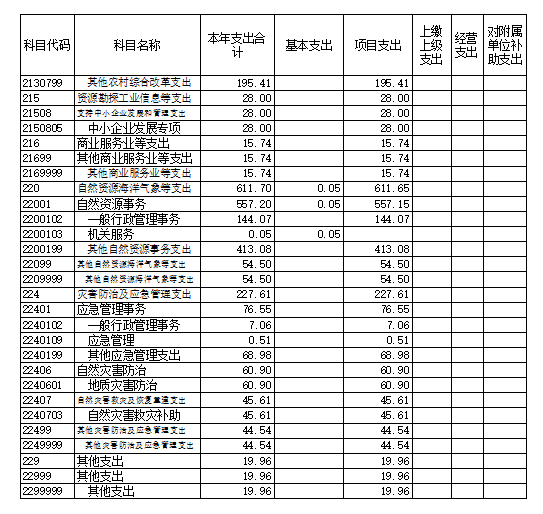 科目代码 科目名称 本年支出合计 基本支出 项目支出 上缴上级支出 经营支出 对附属单位补助支出
2130799 其他农村综合改革支出 195.41 195.41
215 资源勘探工业信息等支出 28.00 28.00
21508 支持中小企业发展和管理支出 28.00 28.00
2150805 中小企业发展专项 28.00 28.00
216 商业服务业等支出 15.74 15.74
21699 其他商业服务业等支出 15.74 15.74
2169999 其他商业服务业等支出 15.74 15.74
220 自然资源海洋气象等支出 611.70 0.05 611.65
22001 自然资源事务 557.20 0.05 557.15
2200102 一般行政管理事务 144.07 144.07
2200103 机关服务 0.05 0.05
2200199 其他自然资源事务支出 413.08 413.08
22099 其他自然资源海洋气象等支出 54.50 54.50
2209999 其他自然资源海洋气象等支出 54.50 54.50
224 灾害防治及应急管理支出 227.61 227.61
22401 应急管理事务 76.55 76.55
2240102 一般行政管理事务 7.06 7.06
2240109 应急管理 0.51 0.51
2240199 其他应急管理支出 68.98 68.98
22406 自然灾害防治 60.90 60.90
2240601 地质灾害防治 60.90 60.90
22407 自然灾害救灾及恢复重建支出 45.61 45.61
2240703 自然灾害救灾补助 45.61 45.61
22499 其他灾害防治及应急管理支出 44.54 44.54
2249999 其他灾害防治及应急管理支出 44.54 44.54
229 其他支出 19.96 19.96
22999 其他支出 19.96 19.96
2299999 其他支出 19.96 19.96